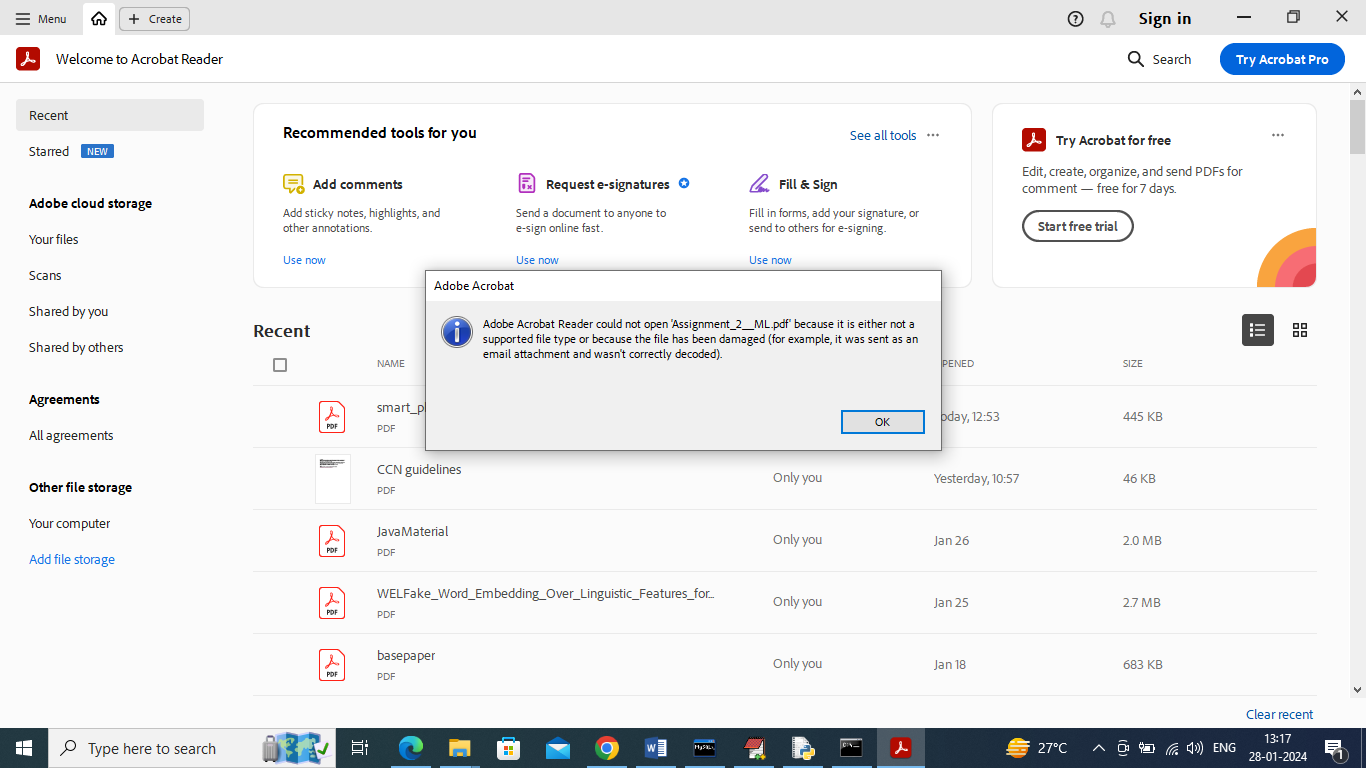 Menu
Create
Sign in
Welcome to Acrobat Reader
Search
Try Acrobat Pro
Recent
Starred NEW
Adobe cloud storage
Your files
Scans
Shared by you
Shared by others
Agreements
All agreements
Other file storage
Your computer
Add file storage
Recommended tools for you
See all tools
Add comments
Add sticky notes, highlights, and
other annotations.
Use now
Request e-signatures
Send a document to anyone to
e-sign online fast.
Use now
Fill & Sign
Fill in forms, add your signature, or
send to others for e-signing.
Use now
Try Acrobat for free
Edit, create, organize, and send PDFs for
comment — free for 7 days.
Start free trial
Adobe Acrobat
Adobe Acrobat Reader could not open 'Assignment_2__ML.pdf' because it is either not a
supported file type or because the file has been damaged (for example, it was sent as an
email attachment and wasn't correctly decoded).
OK
Recent
NAME PENED SIZE
smart_pl oday, 12:53 445 KB
PDF
CCN guidelines Only you Yesterday, 10:57 46 KB
PDF
JavaMaterial Only you Jan 26 2.0 MB
PDF
WELFake_Word_Embedding_Over_Linguistic_Features_for... Only you Jan 25 2.7 MB
PDF
basepaper Only you Jan 18 683 KB
PDF
Clear recent
Type here to search
27°C
ENG
13:17
28-01-2024
1